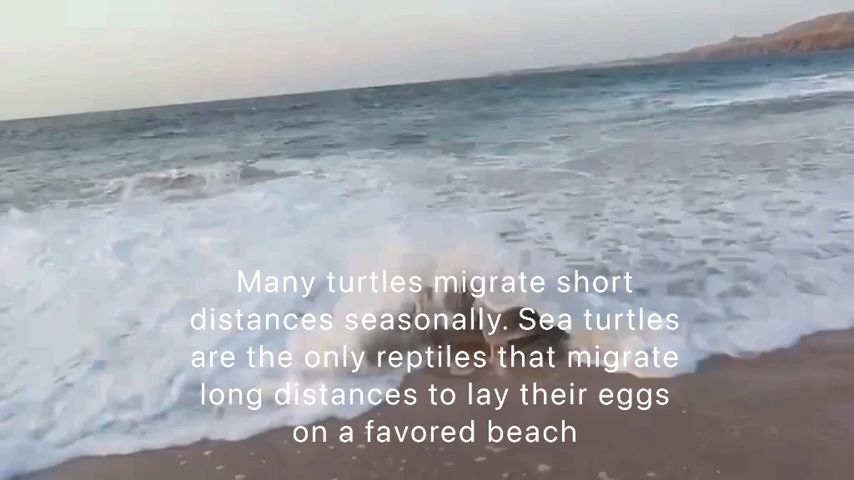 Many turtles migrate short
distances seasonally. Sea turtles
are the only reptiles that migrate
long distances to lay their eggs
on a favored beach